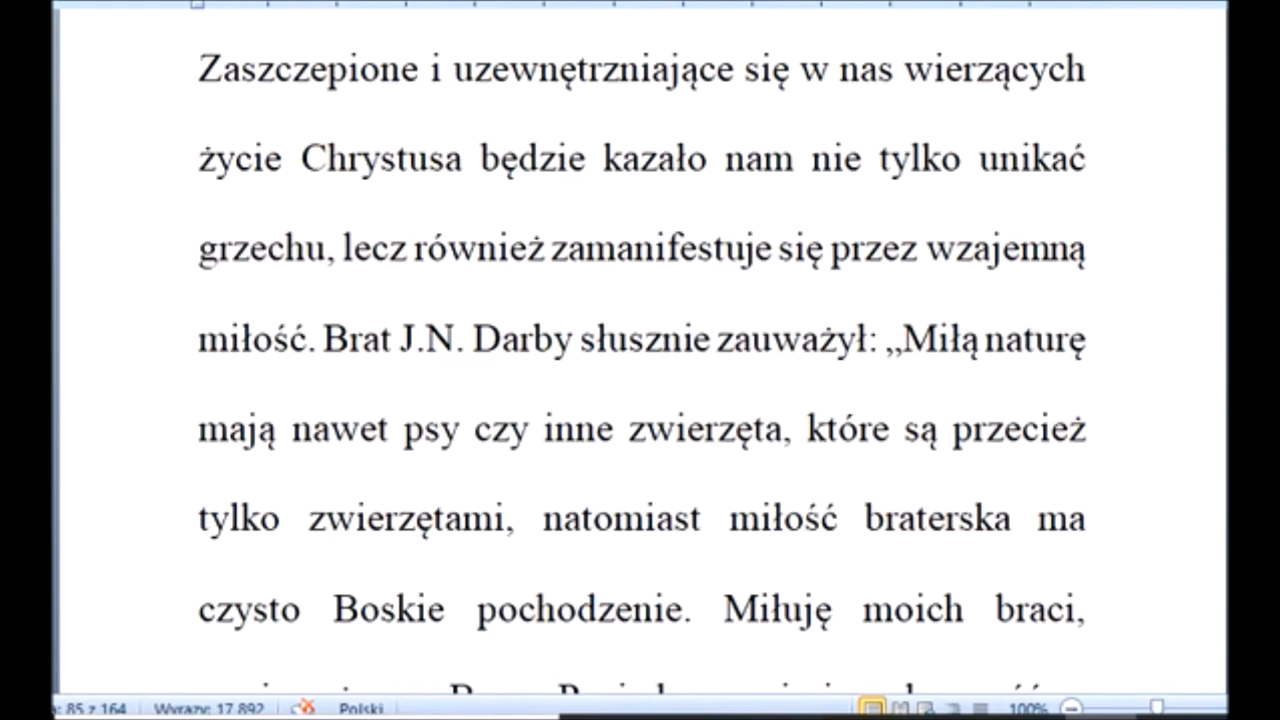 Zaszczepione i uzewnętrzniające się w nas wierzących
życie Chrystusa będzie kazało nam nie tylko unikać
grzechu, lecz również zamanifestuje się przez wzajemną
miłość. Brat J.N. Darby słusznie zauważył: „Miłą naturę
mają nawet psy czy inne zwierzęta, które są przecież
tylko zwierzętami, natomiast miłość braterska ma
czysto Boskie pochodzenie. Miłuję moich braci,
85 z 164 Wyrazy: 17 892 Polski 100%